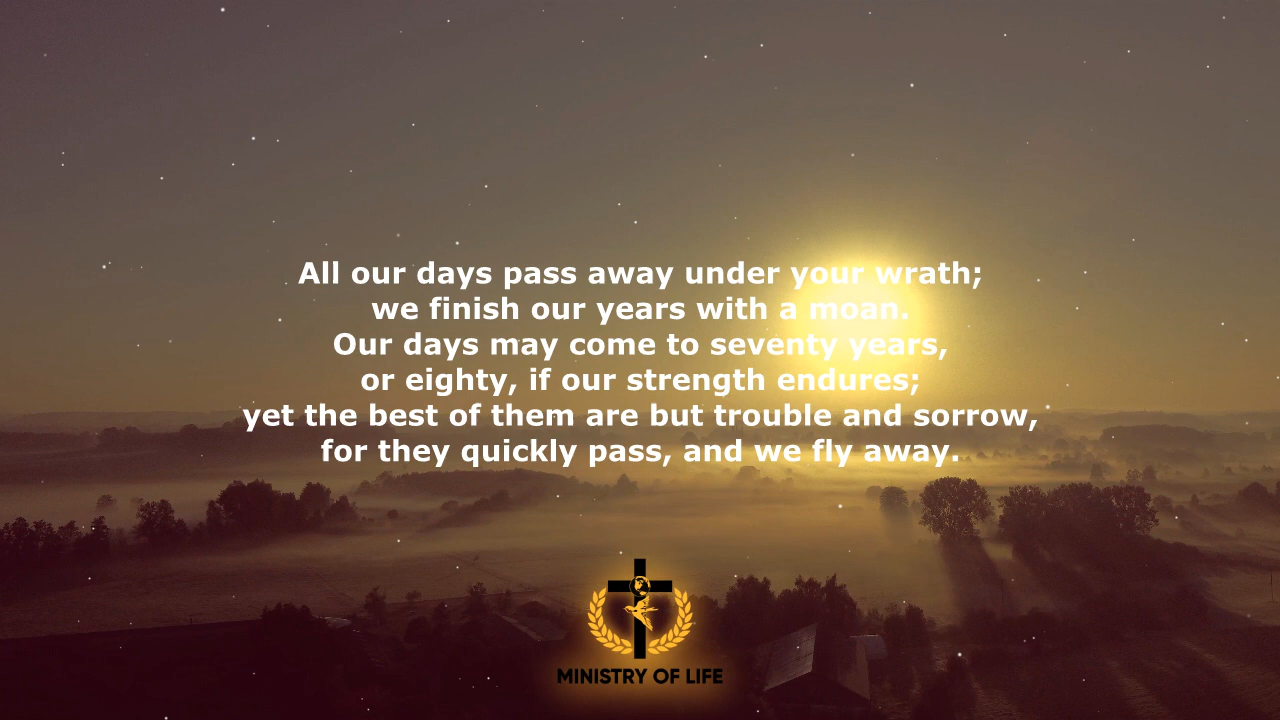 All our days pass away under your wrath;
we finish our years with a moan.
Our days may come to seventy years,
or eighty, if our strength endures;
yet the best of them are but trouble and sorrow,
for they quickly pass, and we fly away.
MINISTRY OF LIFE